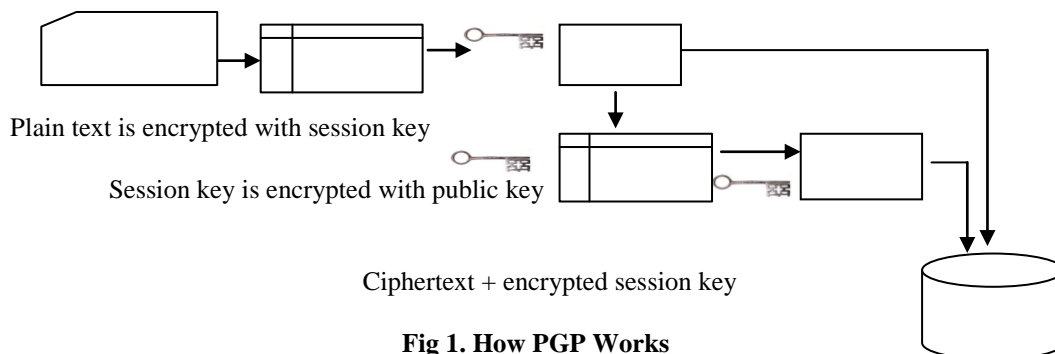 Plain text is encrypted with session key
Session key is encrypted with public key
Ciphertext + encrypted session key
Fig 1. How PGP Works